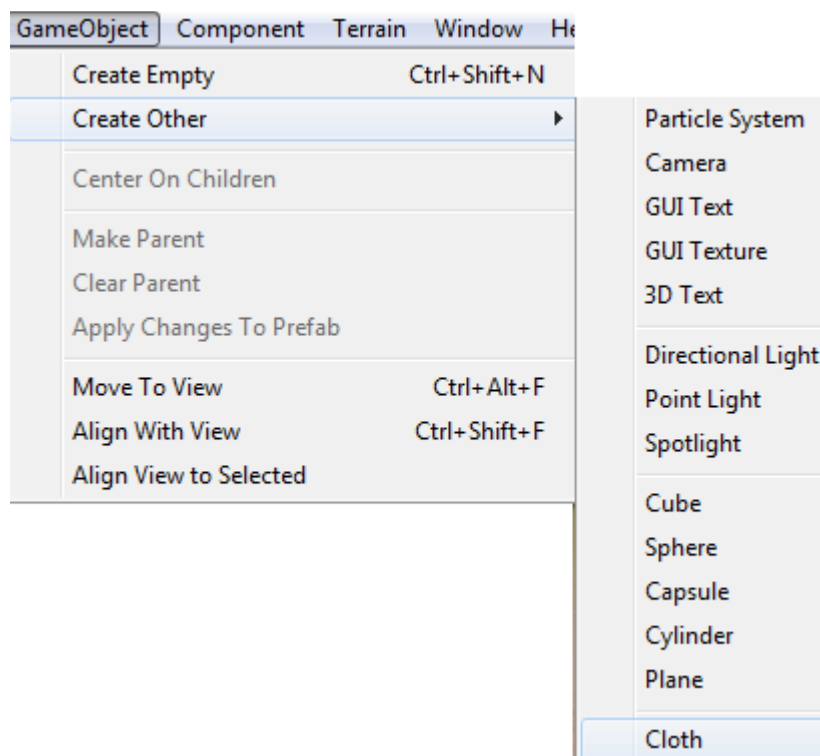 GameObject Component Terrain Window He
Create Empty Ctrl+Shift+N
Create Other
Center On Children
Make Parent
Clear Parent
Apply Changes To Prefab
Move To View Ctrl+Alt+F
Align With View Ctrl+Shift+F
Align View to Selected
Particle System
Camera
GUI Text
GUI Texture
3D Text
Directional Light
Point Light
Spotlight
Cube
Sphere
Capsule
Cylinder
Plane
Cloth